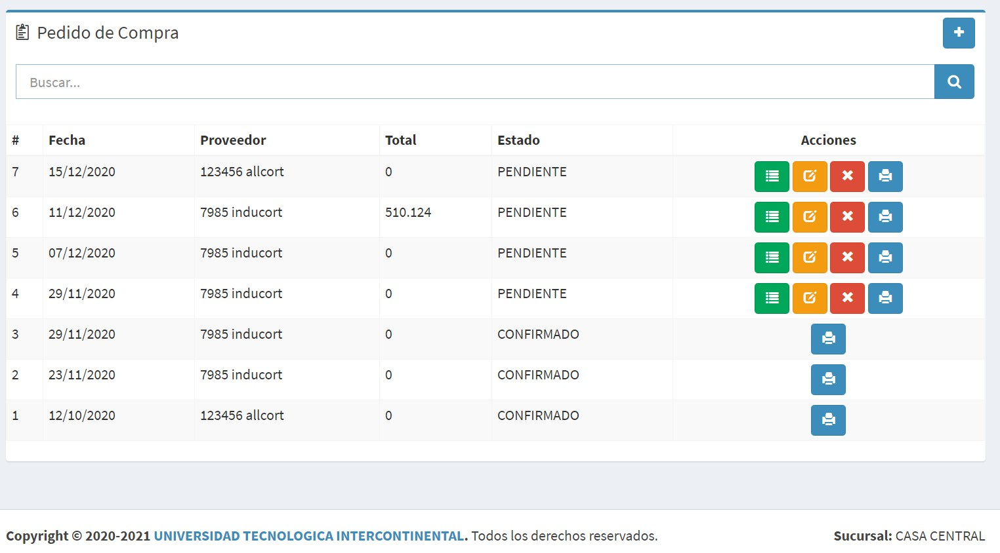 Pedido de Compra
Buscar...
# Fecha Proveedor Total Estado Acciones
7 15/12/2020 123456 allcort 0 PENDIENTE
6 11/12/2020 7985 inducort 510.124 PENDIENTE
5 07/12/2020 7985 inducort 0 PENDIENTE
4 29/11/2020 7985 inducort 0 PENDIENTE
3 29/11/2020 7985 inducort 0 CONFIRMADO
2 23/11/2020 7985 inducort 0 CONFIRMADO
1 12/10/2020 123456 allcort 0 CONFIRMADO
Copyright © 2020-2021 UNIVERSIDAD TECNOLOGICA INTERCONTINENTAL. Todos los derechos reservados. Sucursal: CASA CENTRAL